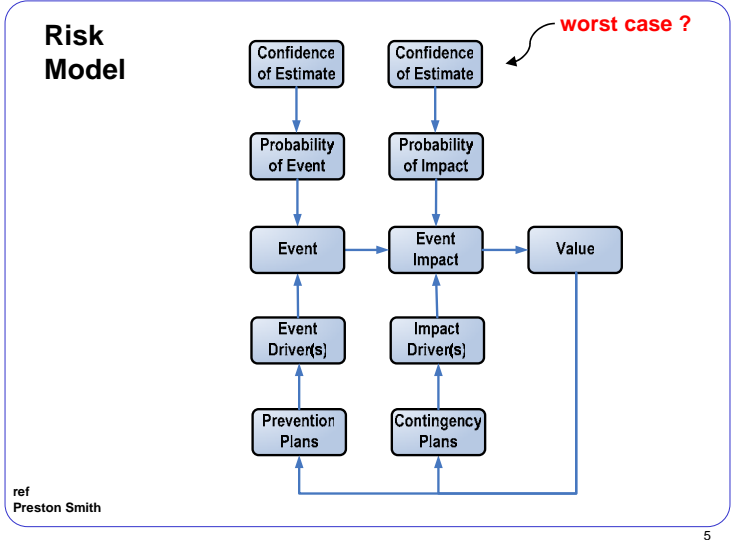 Risk
Model
worst case ?
Confidence
of Estimate
Confidence
of Estimate
Probability
of Event
Probability
of Impact
Event
Event
Impact
Value
Event
Driver(s)
Impact
Driver(s)
Prevention
Plans
Contingency
Plans
ref
Preston Smith
5